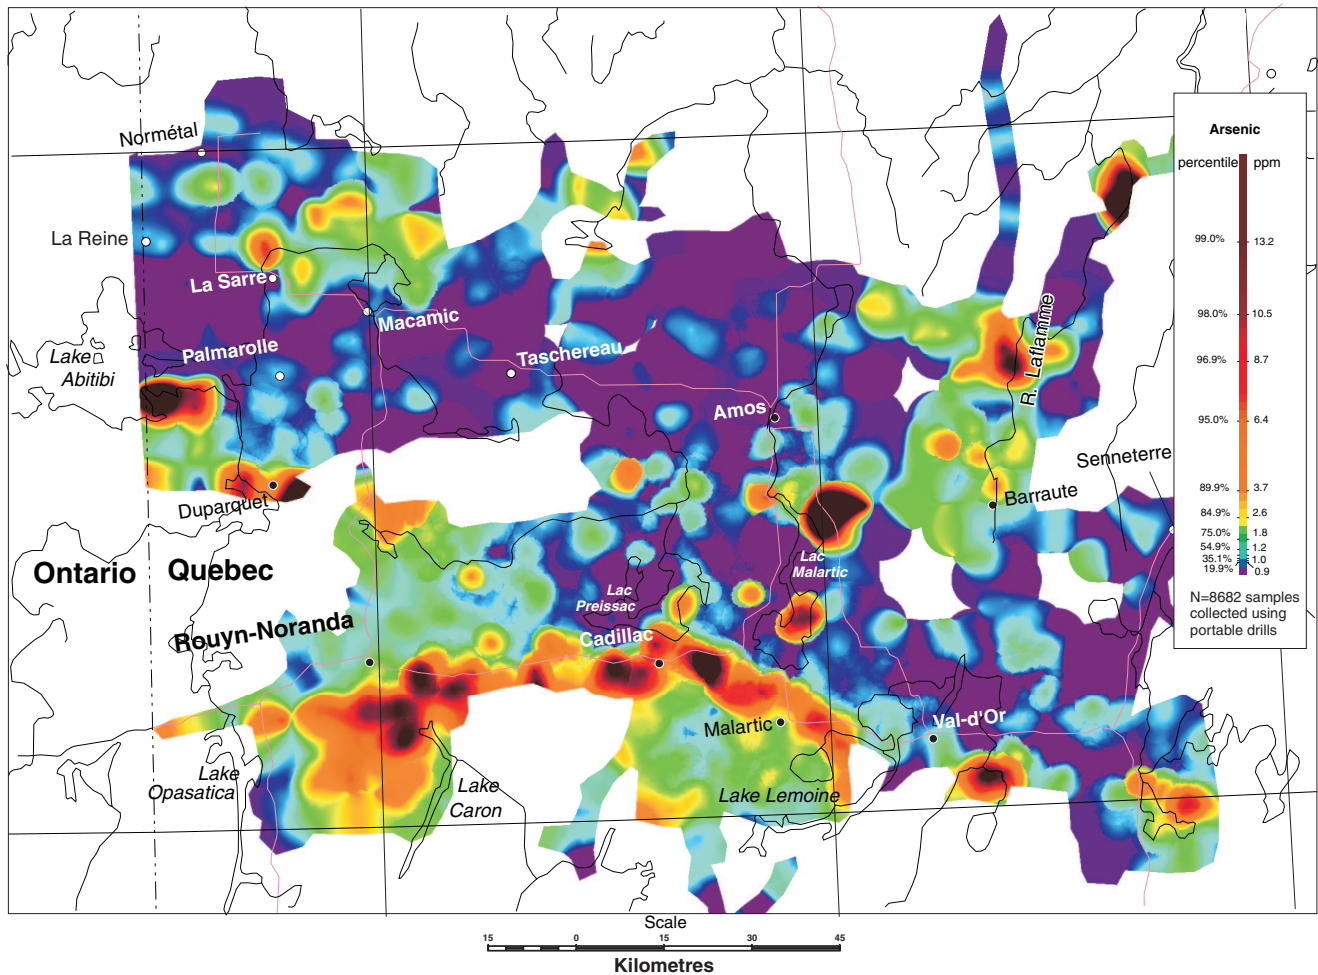 Normétal
La Reine
La Sarre
Macamic
Lake
Abitibi
Palmarolle
Taschereau
Amos
R. Laflamme
Senneterre
Barraute
Duparquet
Ontario
Quebec
Rouyn-Noranda
Lac
Preissac
Lac
Malartic
Cadillac
Malartic
Val-d'Or
Lake
Opasatica
Lake
Caron
Lake Lemoine
Arsenic
percentile ppm
99.0% 13.2
98.0% 10.5
96.9% 8.7
95.0% 6.4
89.9% 3.7
84.9% 2.6
75.0% 1.8
54.9% 1.2
35.1% 1.0
19.9% 0.9
N=8682 samples
collected using
portable drills
Scale
15 0 15 30 45
Kilometres